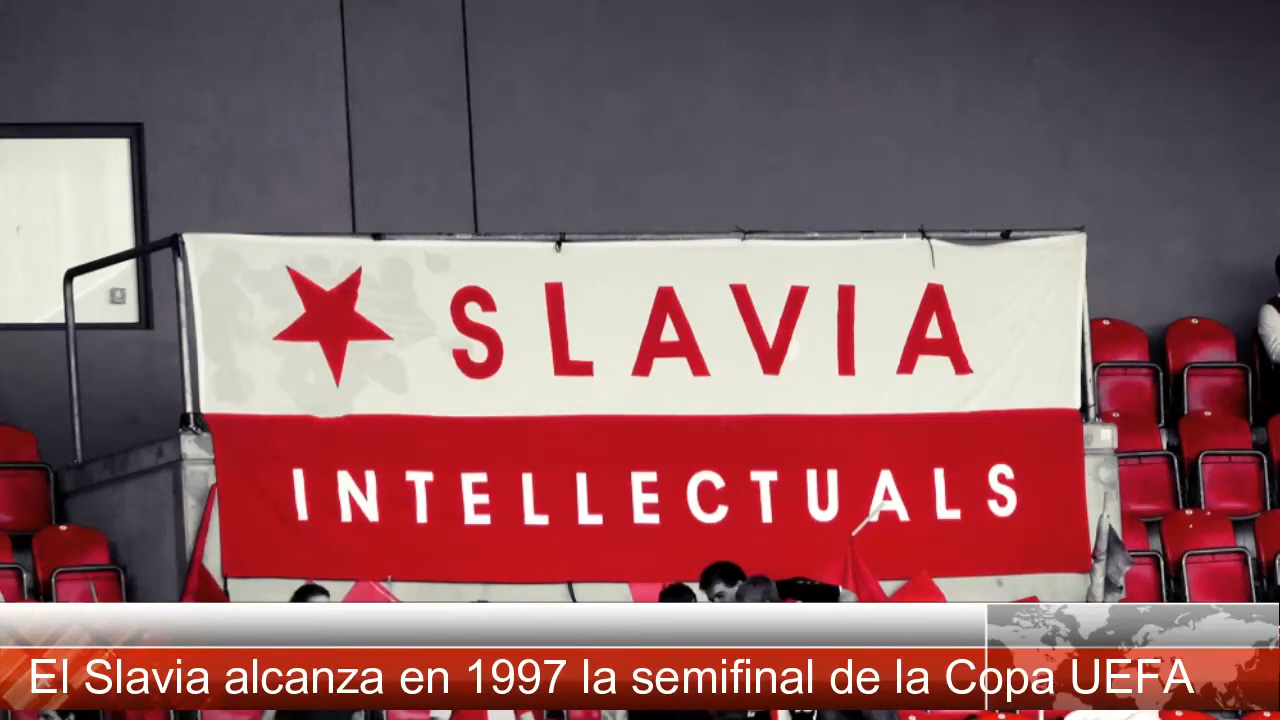 SLAVIA
INTELLECTUALS
El Slavia alcanza en 1997 la semifinal de la Copa UEFA